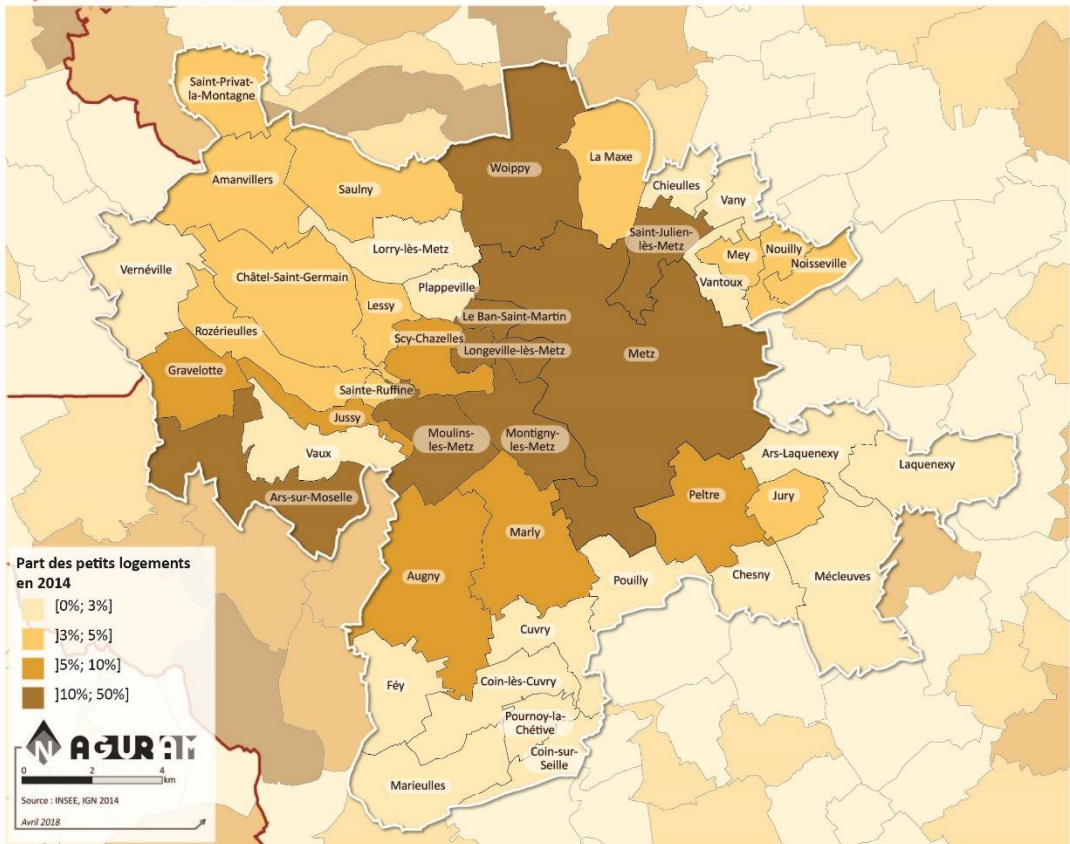 Saint-Privat-
la-Montagne
Woippy
La Maxe
Amanvillers
Saulny
Chieulles
Vany
Saint-Julien-
lès-Metz
Lorry-lès-Metz
Mey
Nouilly
Noisseville
Vernéville
Châtel-Saint-Germain
Plappeville
Vantoux
Lessy
Le Ban-Saint-Martin
Rozérieulles
Scy-Chazelles
Longeville-lès-Metz
Metz
Gravelotte
Sainte-Ruffine
Jussy
Moulins-
les-Metz
Montigny-
les-Metz
Vaux
Ars-Laquenexy
Laquenexy
Ars-sur-Moselle
Peltre
Jury
Marly
Augny
Pouilly
Chesny
Mécleuves
Cuvry
Féy
Coin-lès-Cuvry
Pournoy-la-
Chétive
Coin-sur-
Seille
Marieulles
Part des petits logements
en 2014
[0%; 3%]
]3%; 5%]
]5%; 10%]
]10%; 50%]
N AGURAM
0 2 4
km
Source : INSEE, IGN 2014
Avril 2018